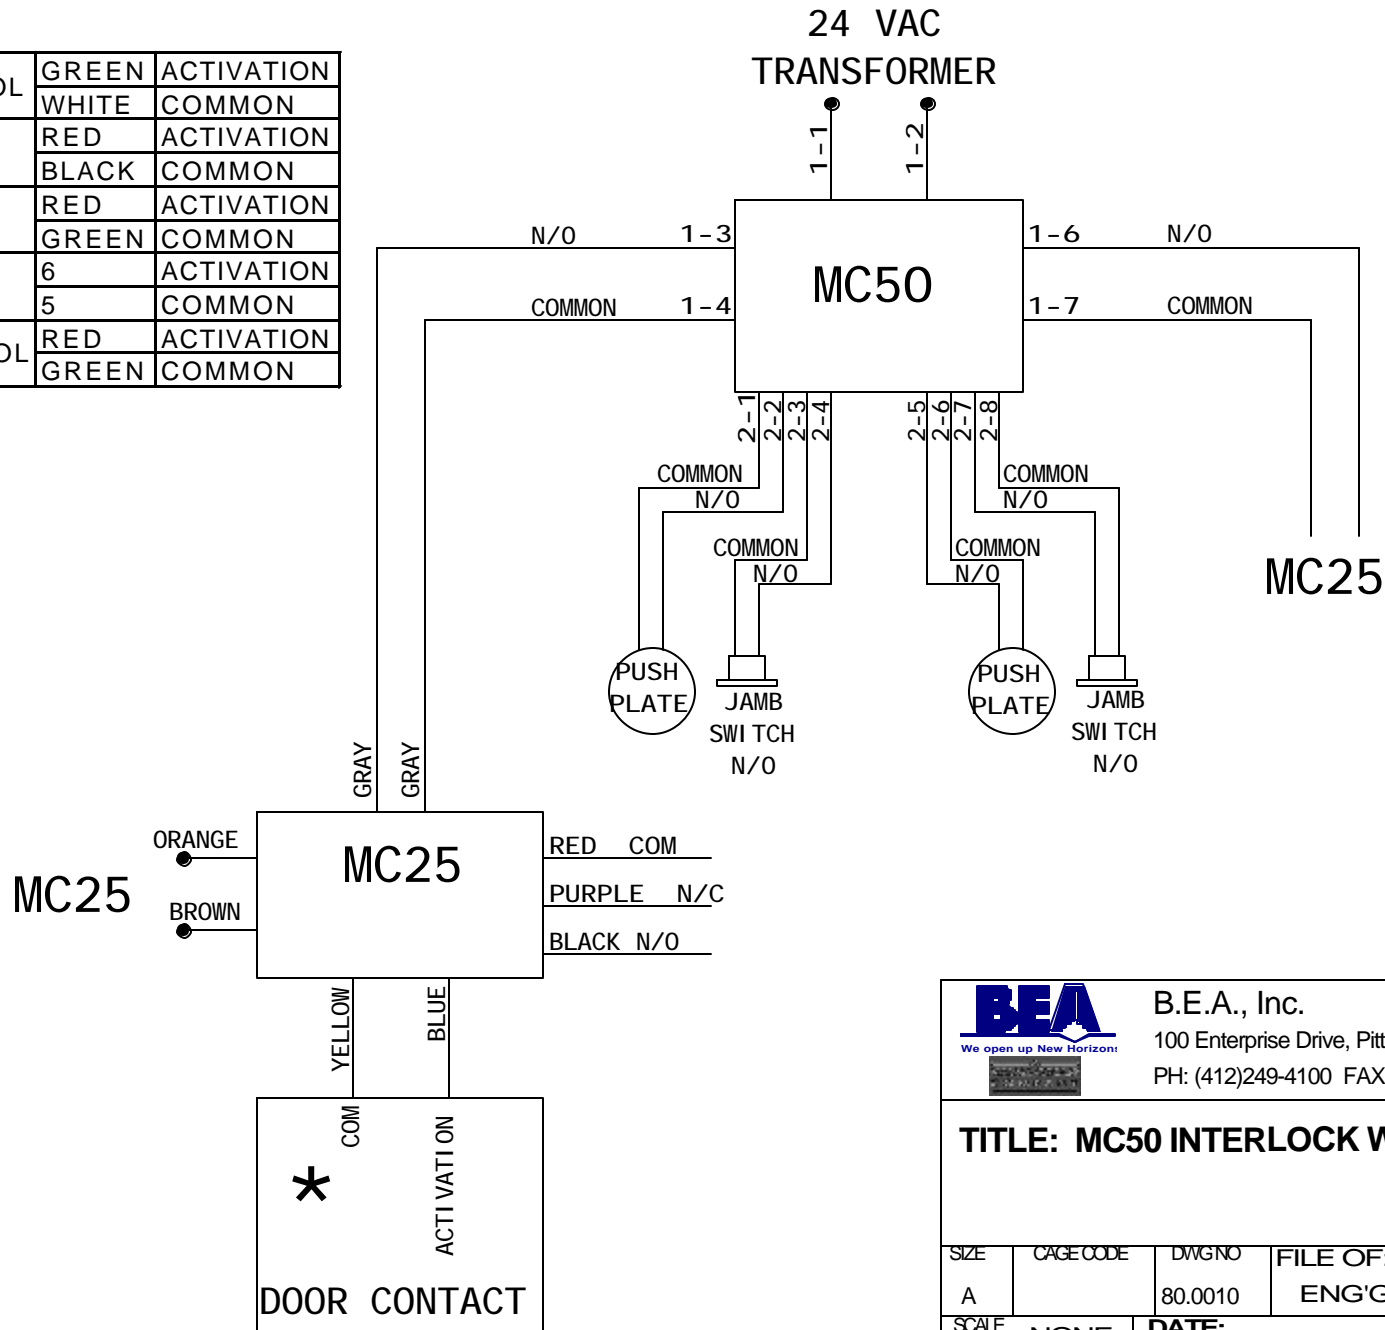 24 VAC
TRANSFORMER
OL GREEN ACTIVATION
WHITE COMMON
RED ACTIVATION
BLACK COMMON
RED ACTIVATION
GREEN COMMON
6 ACTIVATION
5 COMMON
OL RED ACTIVATION
GREEN COMMON
1-1
1-2
N/O 1-3
COMMON 1-4
MC50
1-6 N/O
1-7 COMMON
2-1
2-2
2-3
2-4
2-5
2-6
2-7
2-8
COMMON
N/O
COMMON
N/O
COMMON
N/O
COMMON
N/O
MC25
PUSH
PLATE
JAMB
SWITCH
N/O
PUSH
PLATE
JAMB
SWITCH
N/O
GRAY
GRAY
MC25
ORANGE
BROWN
MC25
RED COM
PURPLE N/C
BLACK N/O
YELLOW
BLUE
COM
ACTIVATION
*
DOOR CONTACT
BEA
We open up New Horizons
B.E.A., Inc.
100 Enterprise Drive, Pitt
PH: (412)249-4100 FAX
TITLE: MC50 INTERLOCK W
SIZE CAGE CODE DWG NO FILE OF:
A 80.0010 ENG'G
SCALE NONE DATE: